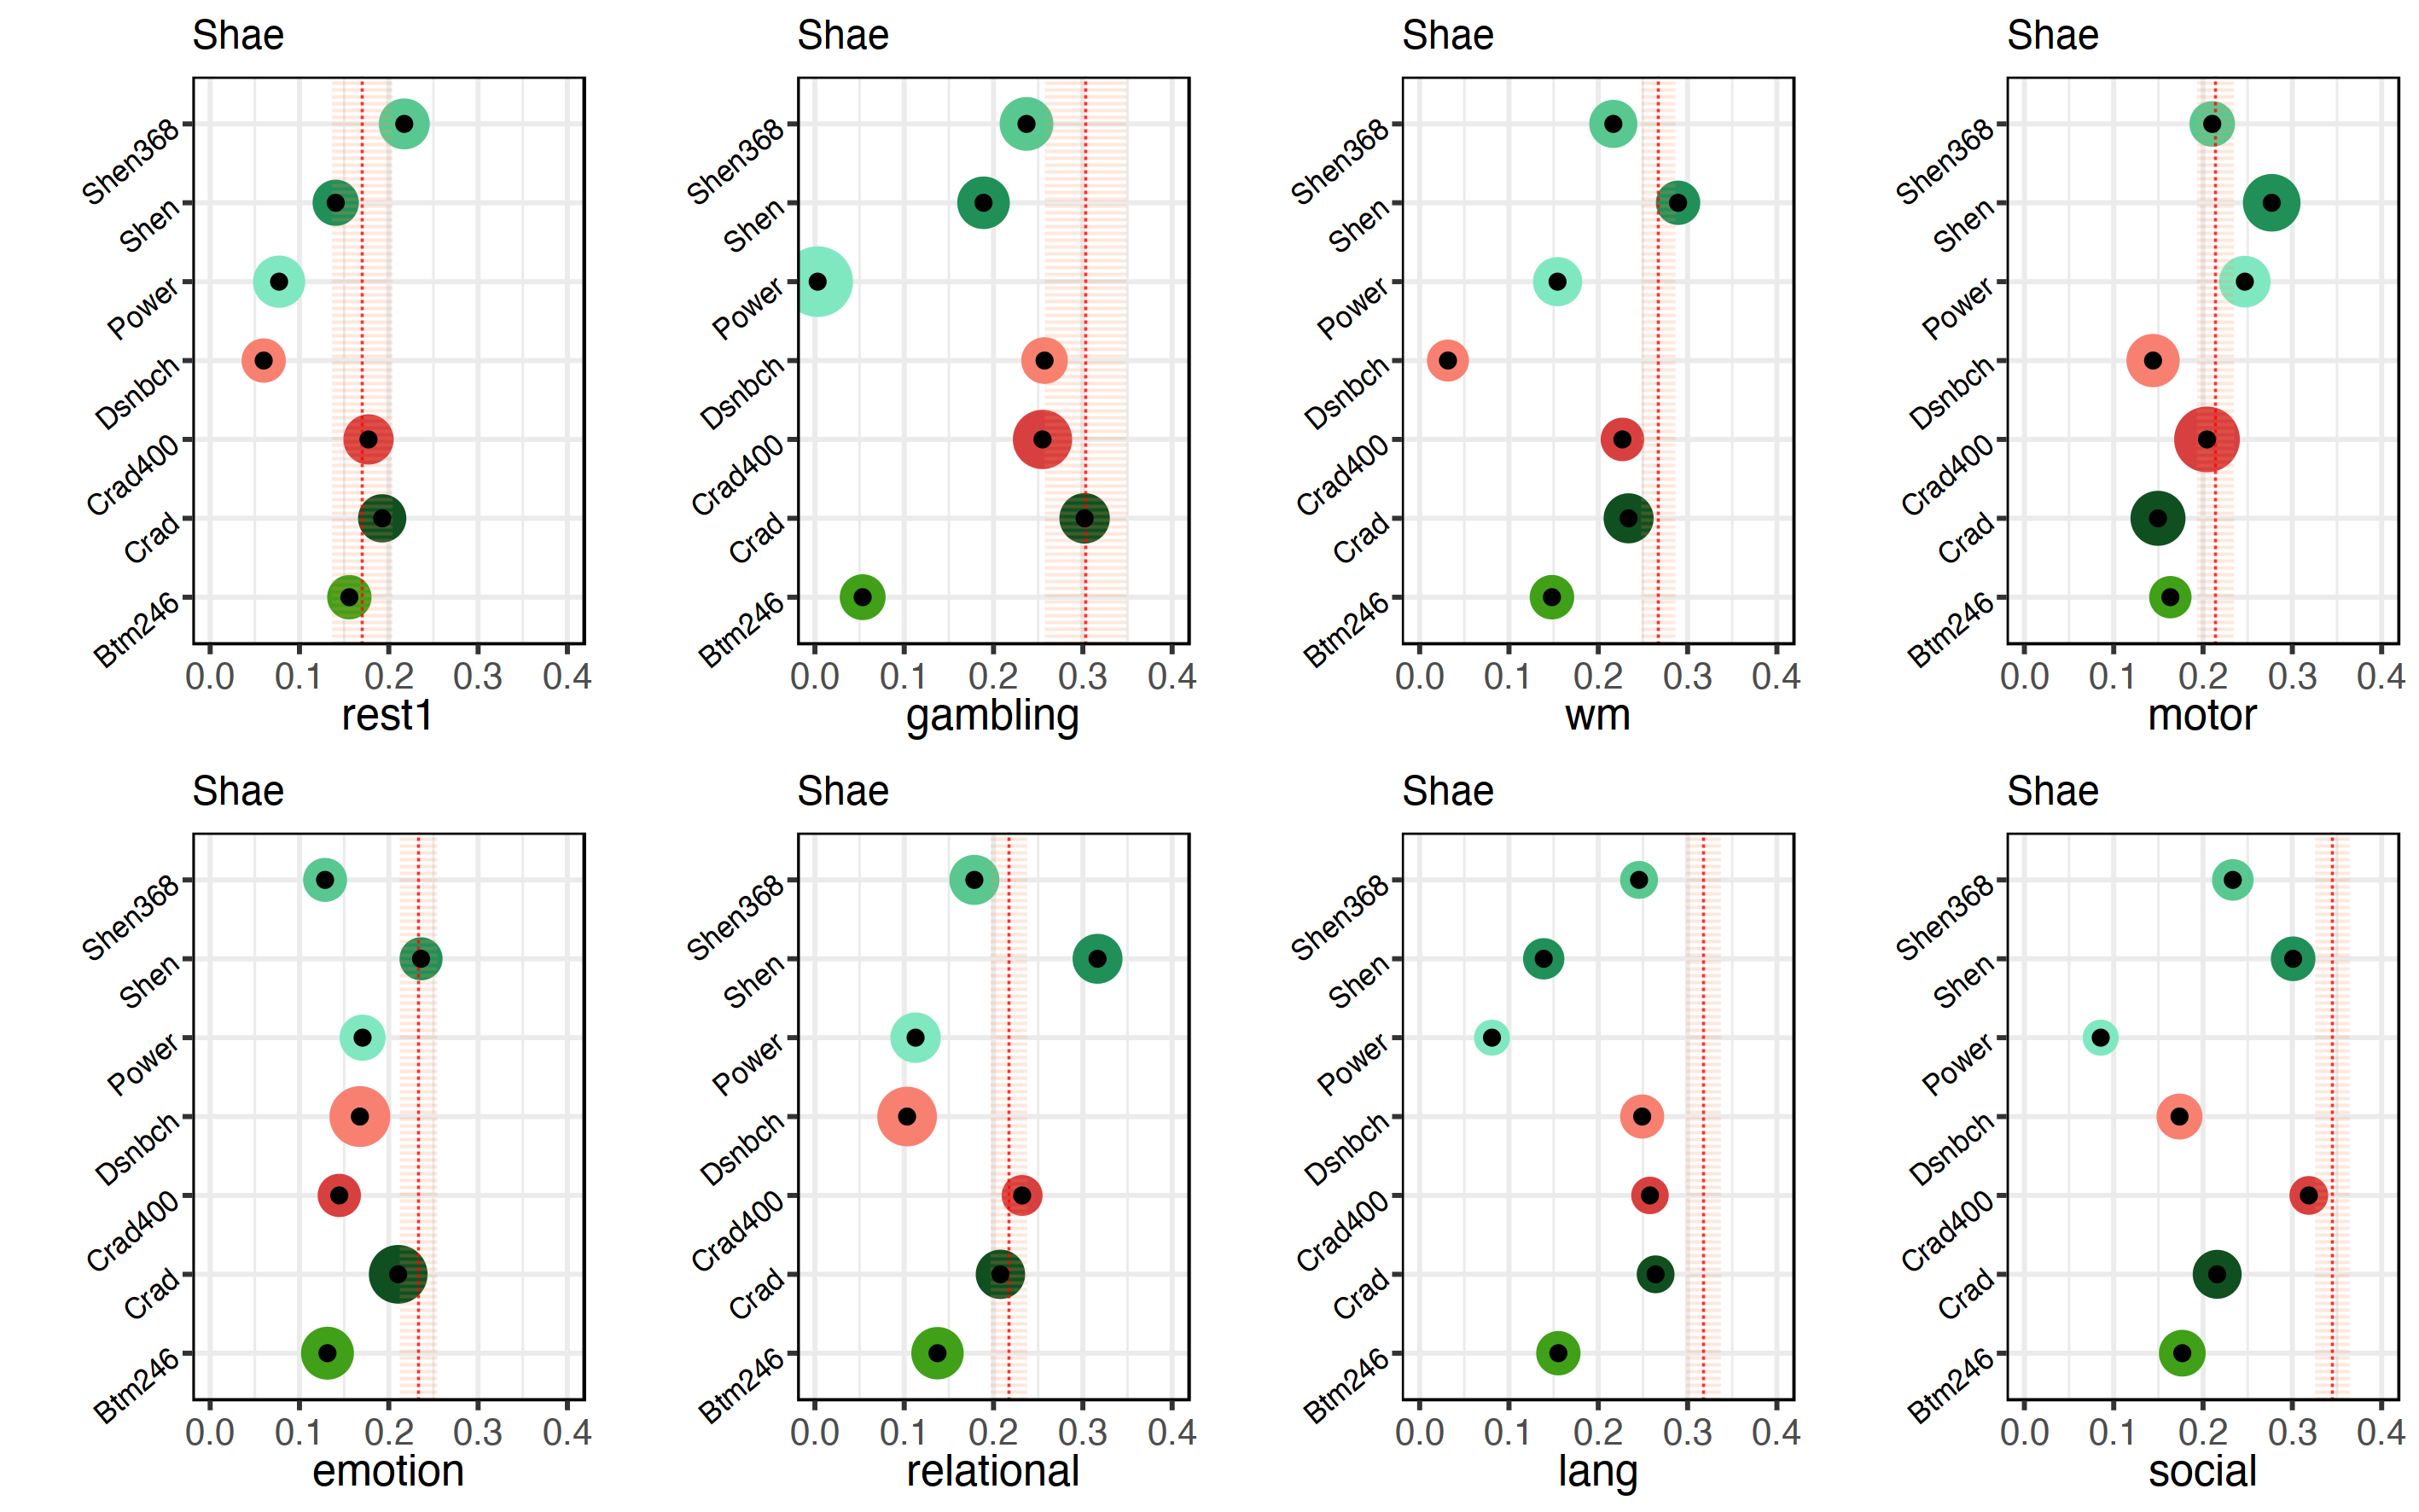 Shae Shae Shae Shae
Shen368 Shen368 Shen368 Shen368
Shen Shen Shen Shen
Power Power Power Power
Dsnbch Dsnbch Dsnbch Dsnbch
Crad400 Crad400 Crad400 Crad400
Crad Crad Crad Crad
Btm246 Btm246 Btm246 Btm246
0.0 0.1 0.2 0.3 0.4 0.0 0.1 0.2 0.3 0.4 0.0 0.1 0.2 0.3 0.4 0.0 0.1 0.2 0.3 0.4
rest1 gambling wm motor
Shae Shae Shae Shae
Shen368 Shen368 Shen368 Shen368
Shen Shen Shen Shen
Power Power Power Power
Dsnbch Dsnbch Dsnbch Dsnbch
Crad400 Crad400 Crad400 Crad400
Crad Crad Crad Crad
Btm246 Btm246 Btm246 Btm246
0.0 0.1 0.2 0.3 0.4 0.0 0.1 0.2 0.3 0.4 0.0 0.1 0.2 0.3 0.4 0.0 0.1 0.2 0.3 0.4
emotion relational lang social